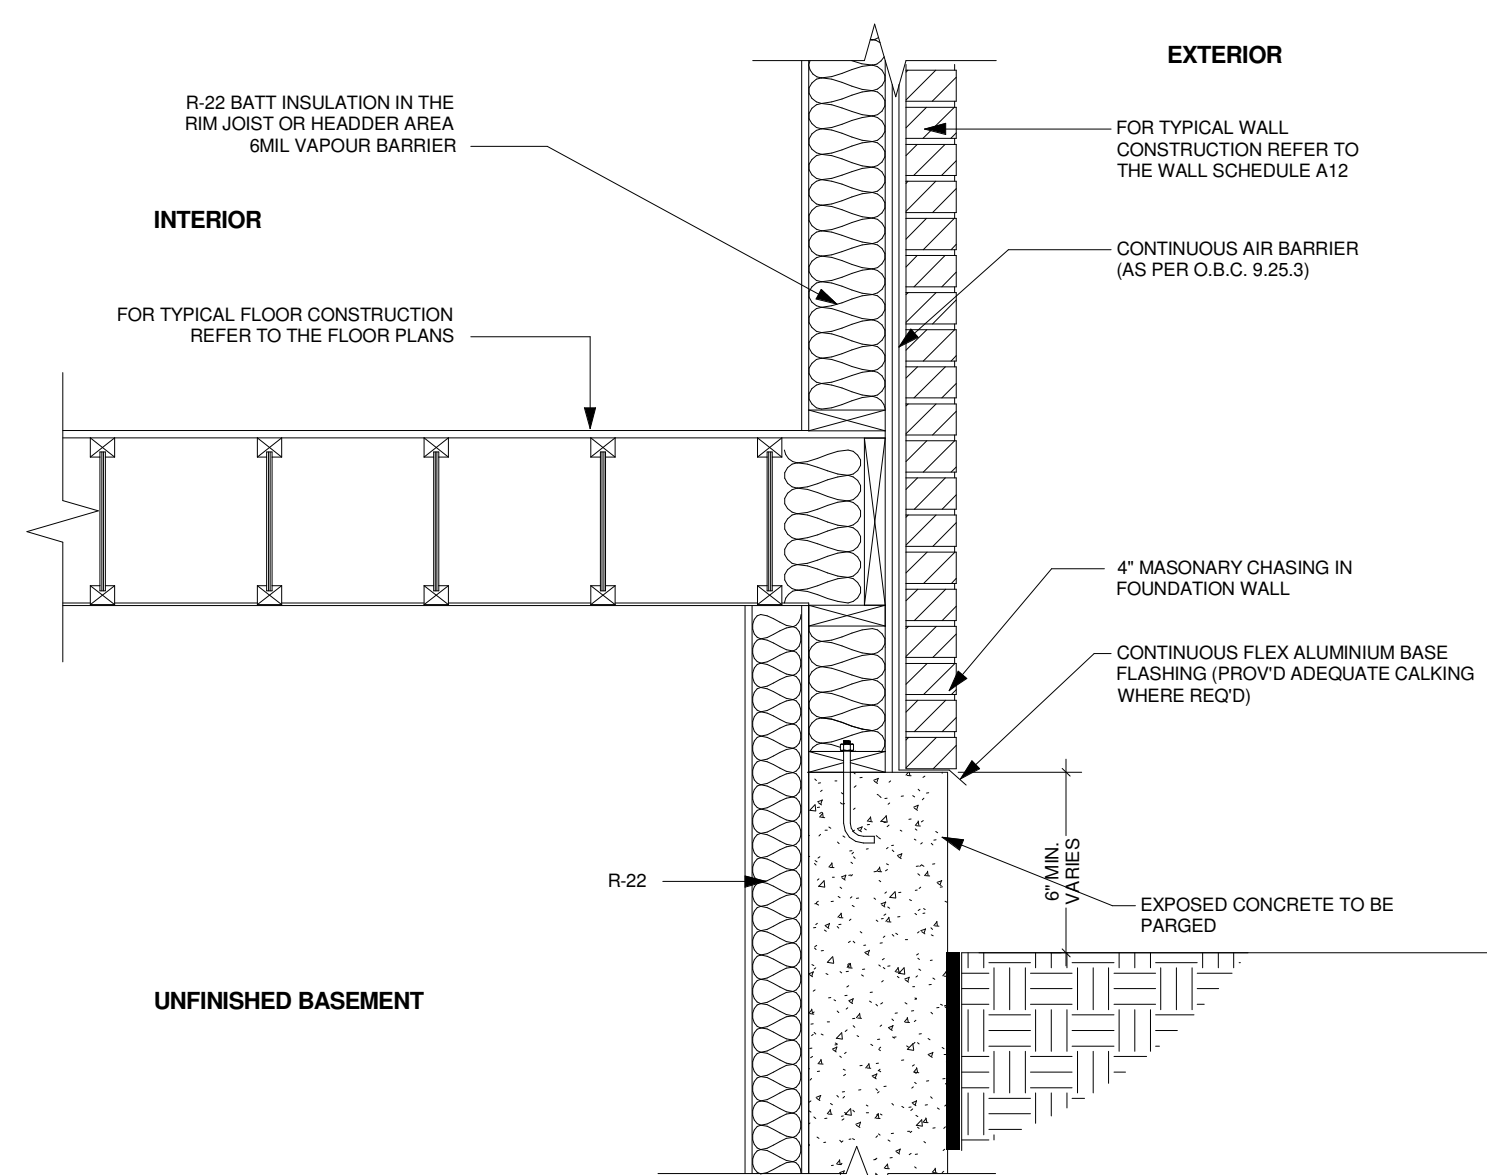 EXTERIOR
R-22 BATT INSULATION IN THE
RIM JOIST OR HEADDER AREA
6MIL VAPOUR BARRIER
FOR TYPICAL WALL
CONSTRUCTION REFER TO
THE WALL SCHEDULE A12
INTERIOR
CONTINUOUS AIR BARRIER
(AS PER O.B.C. 9.25.3)
FOR TYPICAL FLOOR CONSTRUCTION
REFER TO THE FLOOR PLANS
4" MASONARY CHASING IN
FOUNDATION WALL
CONTINUOUS FLEX ALUMINIUM BASE
FLASHING (PROV'D ADEQUATE CALKING
WHERE REQ'D)
6" MIN.
VARIES
R-22
EXPOSED CONCRETE TO BE
PARGED
UNFINISHED BASEMENT